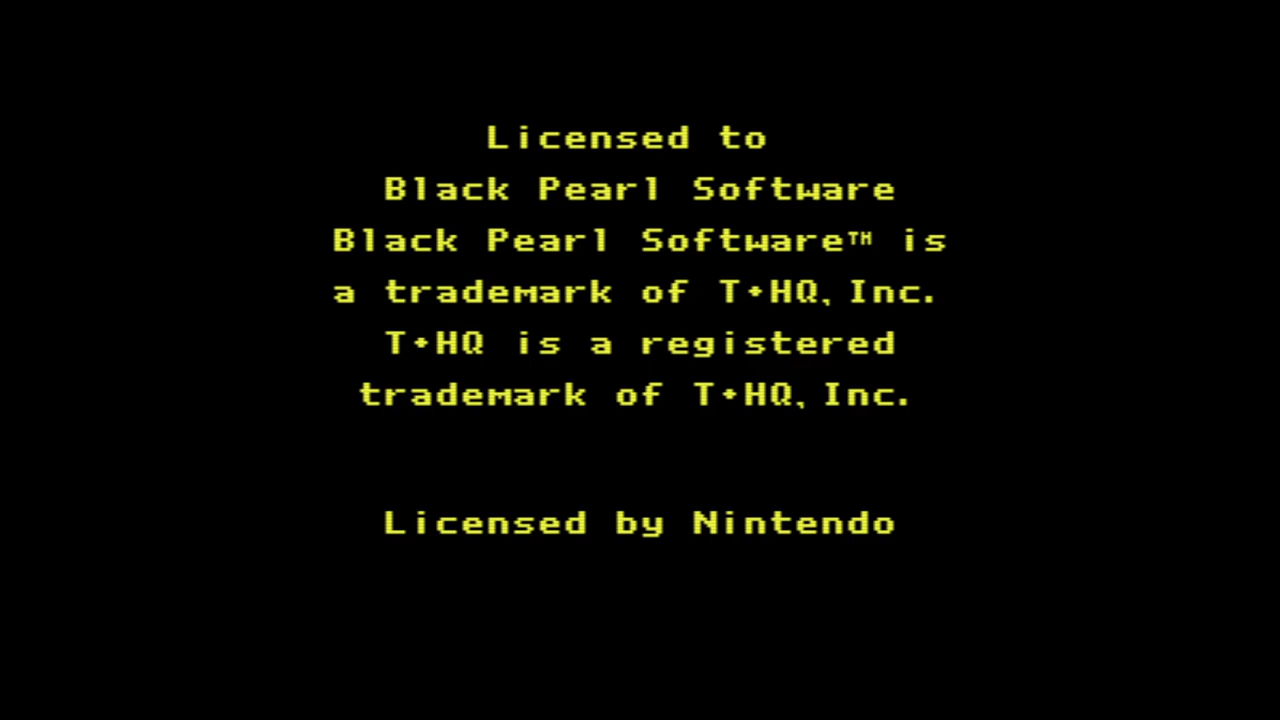 Licensed to
Black Pearl Software
Black Pearl Software™ is
a trademark of T•HQ, Inc.
T•HQ is a registered
trademark of T•HQ, Inc.
Licensed by Nintendo